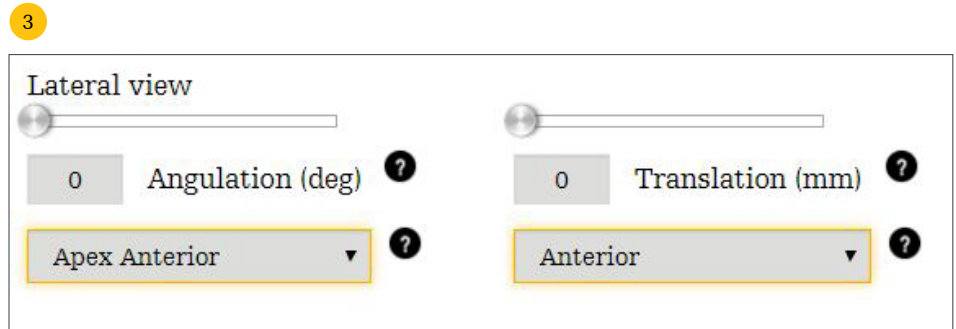 3
Lateral view
0 Angulation (deg) ?
0 Translation (mm) ?
Apex Anterior ?
Anterior ?